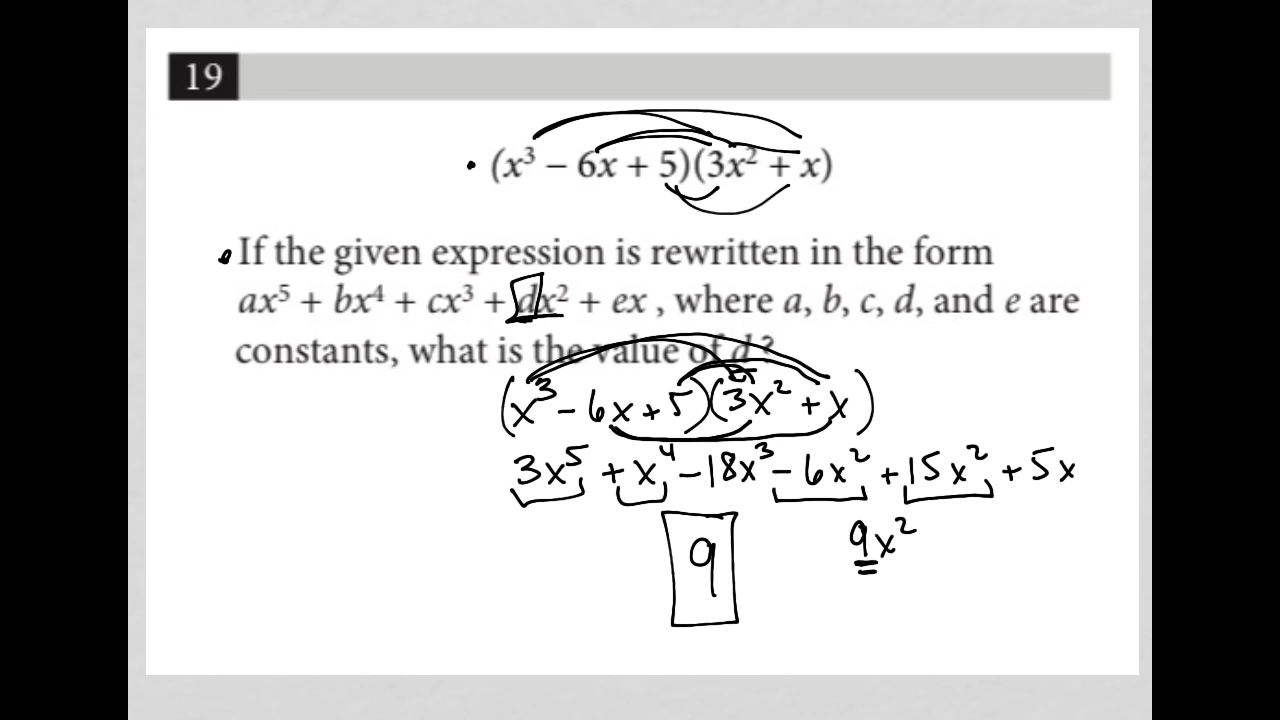 19
• (x³ − 6x + 5)(3x² + x)
• If the given expression is rewritten in the form
ax⁵ + bx⁴ + cx³ + dx² + ex , where a, b, c, d, and e are
constants, what is the value of d ?
(x³ − 6x + 5)(3x² + x)
3x⁵ + x⁴ − 18x³ − 6x² + 15x² + 5x
9x²
9